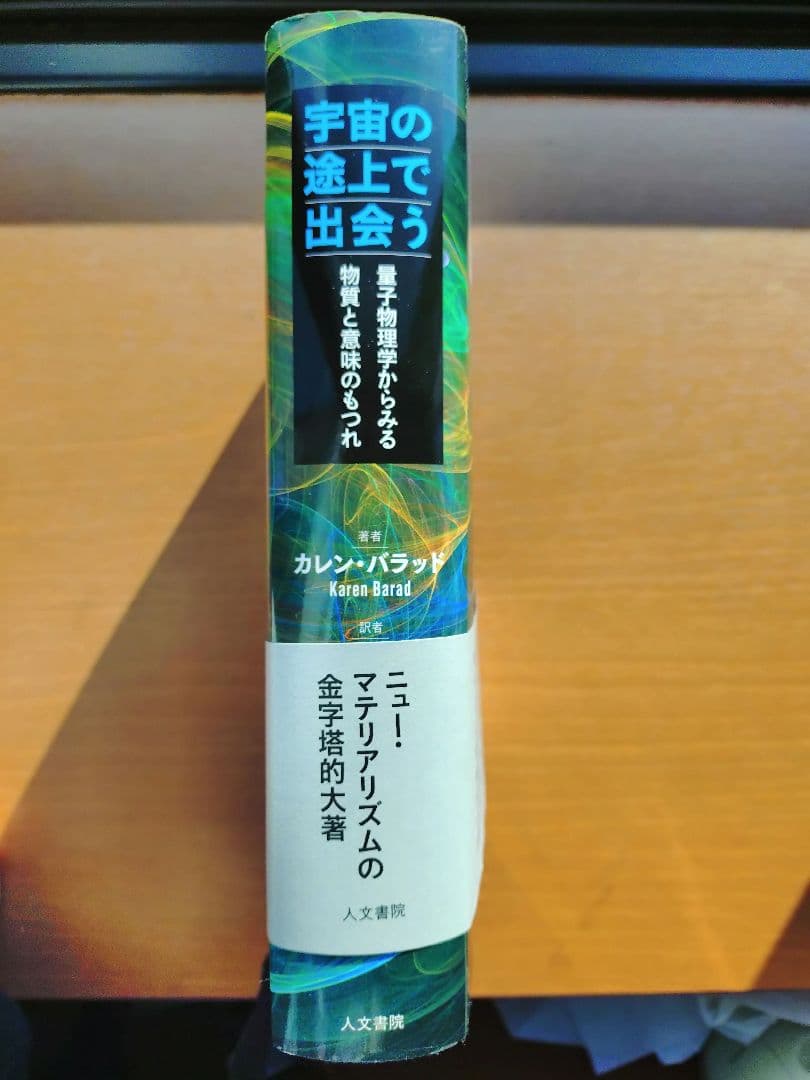 宇宙の
途上で
出会う
量子物理学からみる
物質と意味のもつれ
著者
カレン・バラッド
Karen Barad
訳者
ニュー・
マテリアリズムの
金字塔的大著
人文書院
人文書院